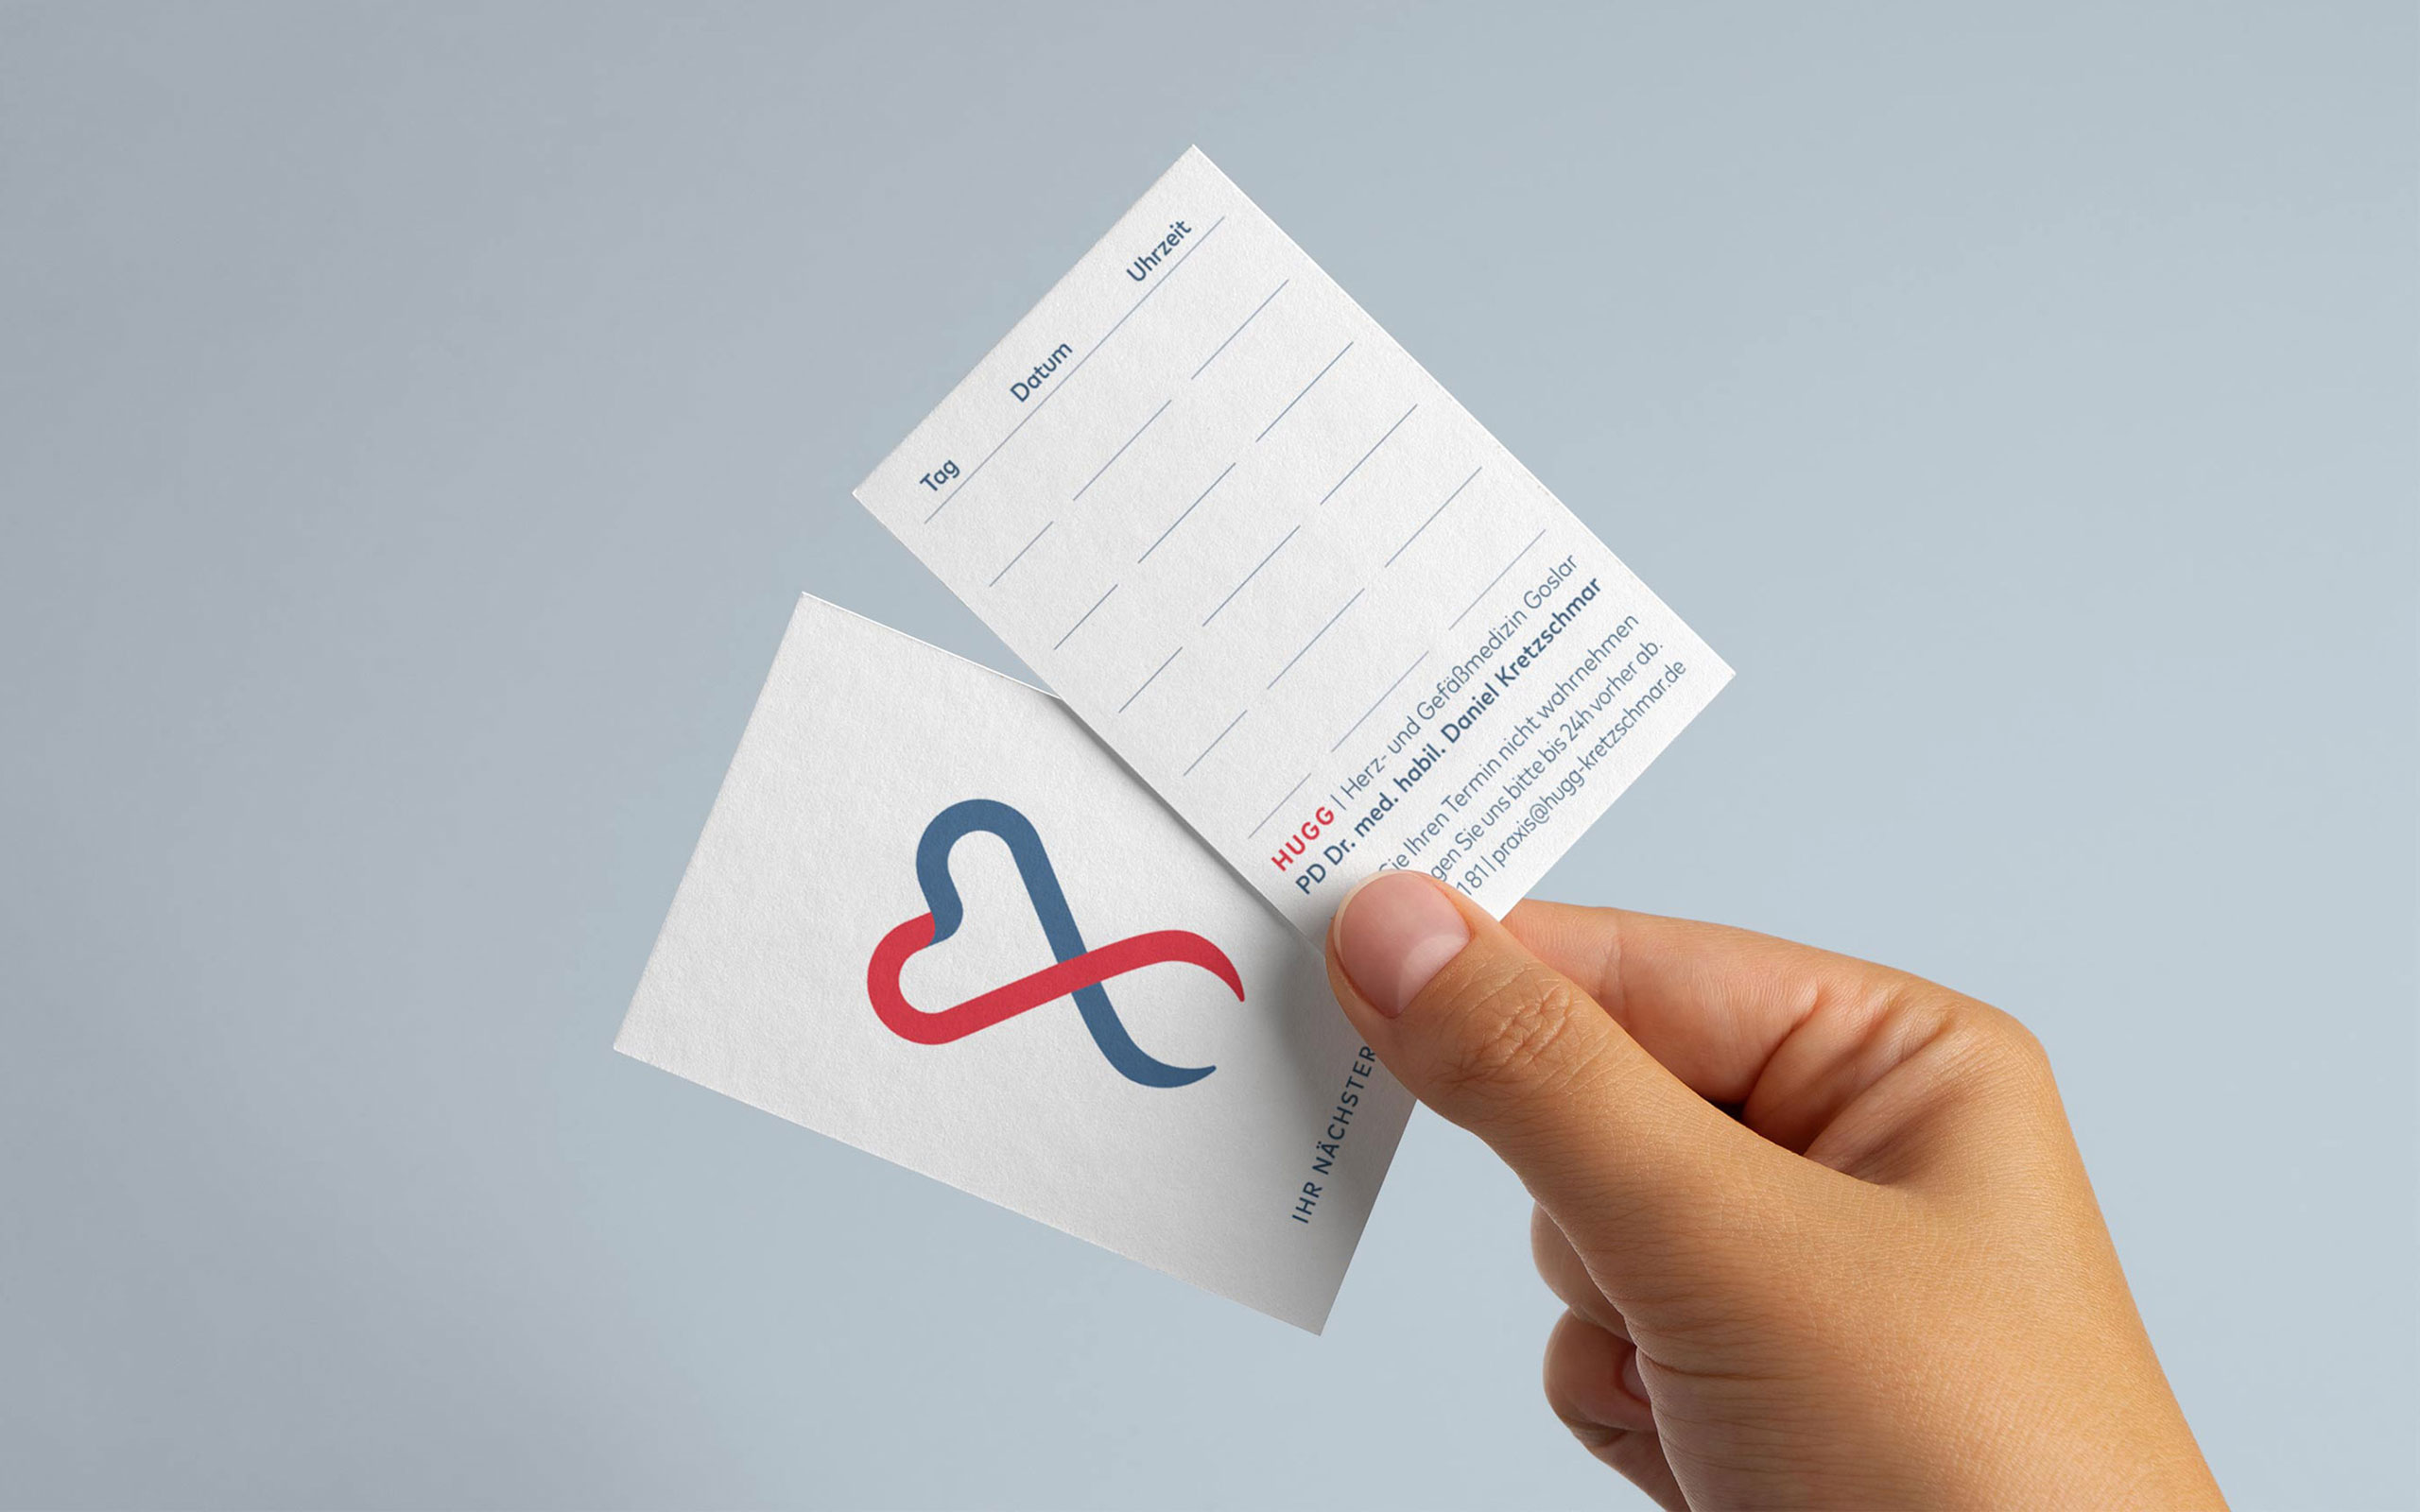 Tag Datum Uhrzeit
HUGG | Herz- und Gefäßmedizin Goslar
PD Dr. med. habil. Daniel Kretzschmar
Sie Ihren Termin nicht wahrnehmen
gen Sie uns bitte bis 24h vorher ab.
181 | praxis@hugg-kretzschmar.de
IHR NÄCHSTER